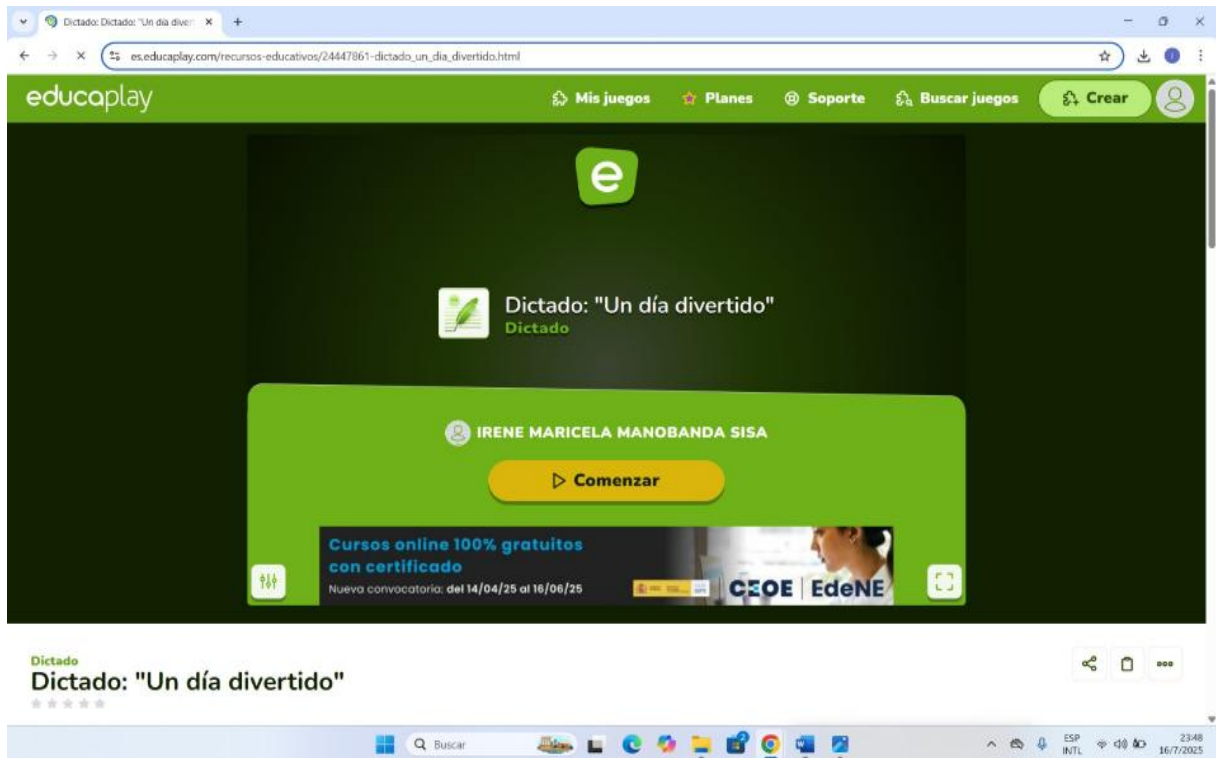 Dictado: Dictado: "Un día diver
es.educaplay.com/recursos-educativos/24447861-dictado_un_dia_divertido.html
educaplay
Mis juegos
Planes
Soporte
Buscar juegos
Crear
e
Dictado: "Un día divertido"
Dictado
IRENE MARICELA MANOBANDA SISA
Comenzar
Cursos online 100% gratuitos
con certificado
Nueva convocatoria: del 14/04/25 al 16/06/25
CEOE EdeNE
Dictado
Dictado: "Un día divertido"
Buscar
ESP
INTL
23:48
16/7/2025